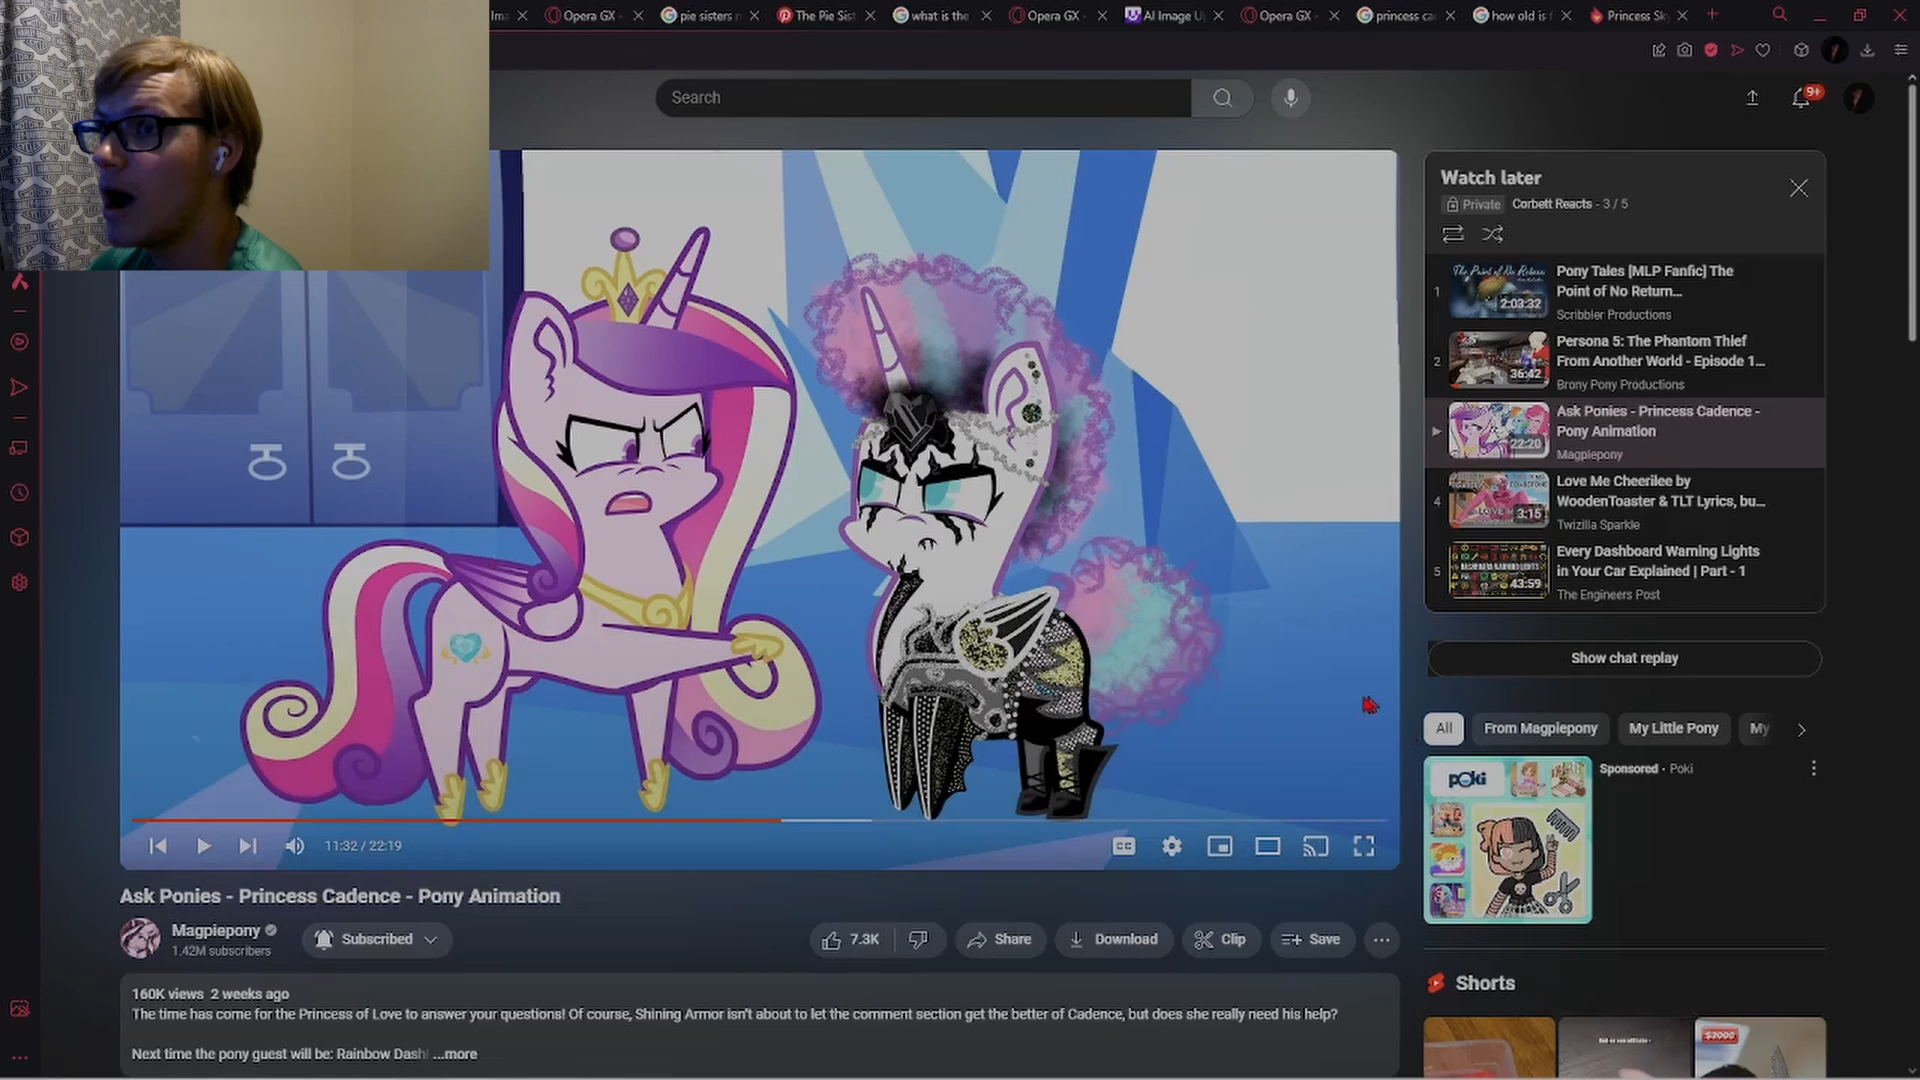 Ima
Opera GX -
pie sisters r
The Pie Sist
what is the
Opera GX -
AI Image U
Opera GX -
princess ca
how old is f
Princess Sk
Search
9+
Watch later
Private Corbett Reacts - 3 / 5
1
The Point of No Return
2:03:32
Pony Tales [MLP Fanfic] The
Point of No Return...
Scribbler Productions
2
36:42
Persona 5: The Phantom Thief
From Another World - Episode 1...
Brony Pony Productions
22:20
Ask Ponies - Princess Cadence -
Pony Animation
Magpiepony
4
3:15
Love Me Cheerilee by
WoodenToaster & TLT Lyrics, bu...
Twizilla Sparkle
5
43:59
Every Dashboard Warning Lights
in Your Car Explained | Part - 1
The Engineers Post
Show chat replay
All
From Magpiepony
My Little Pony
My
poki
Sponsored · Poki
Shorts
$3000
11:32 / 22:19
CC
Ask Ponies - Princess Cadence - Pony Animation
Magpiepony
1.42M subscribers
Subscribed
7.3K
Share
Download
Clip
Save
160K views 2 weeks ago
The time has come for the Princess of Love to answer your questions! Of course, Shining Armor isn't about to let the comment section get the better of Cadence, but does she really need his help?
Next time the pony guest will be: Rainbow Dash! ...more